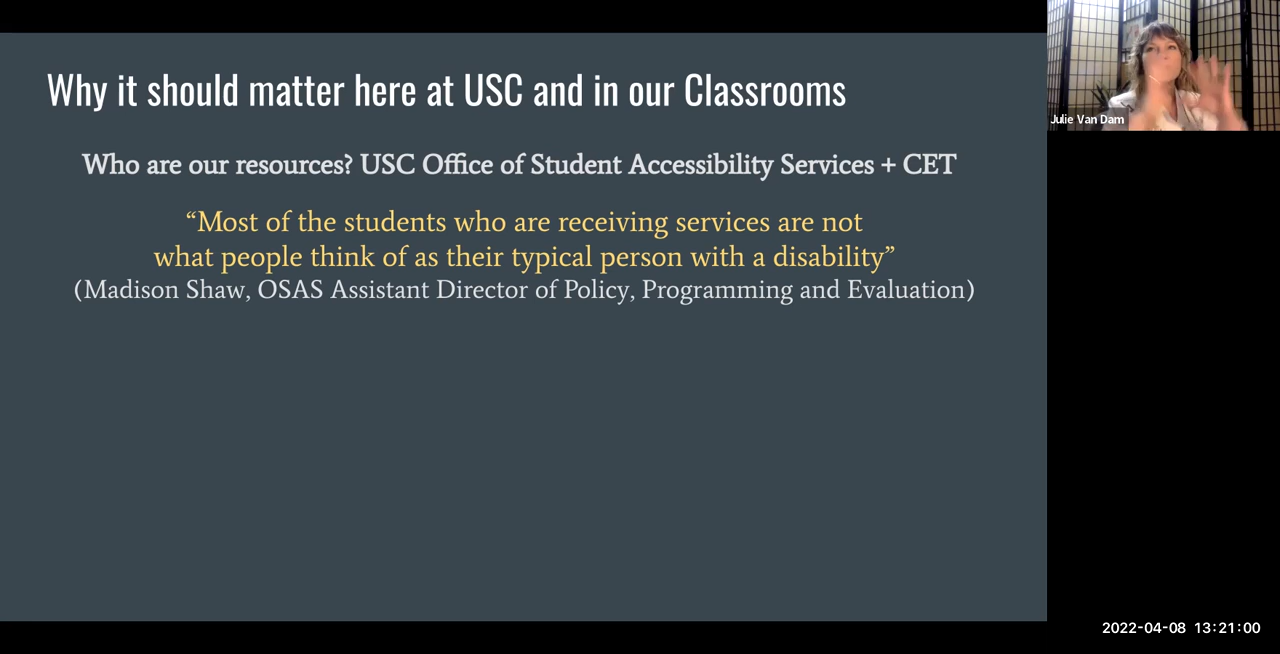 Why it should matter here at USC and in our Classrooms
Who are our resources? USC Office of Student Accessibility Services + CET
“Most of the students who are receiving services are not
what people think of as their typical person with a disability”
(Madison Shaw, OSAS Assistant Director of Policy, Programming and Evaluation)
Julie Van Dam
2022-04-08 13:21:00